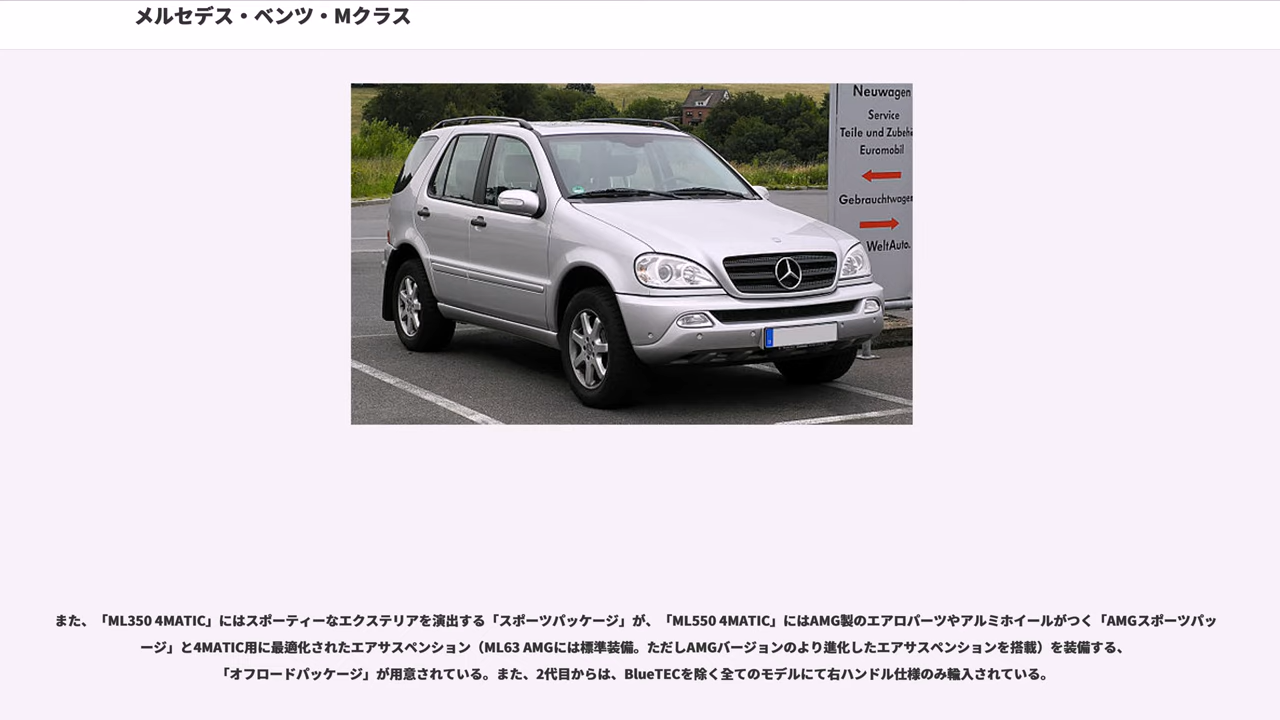 メルセデス・ベンツ・Mクラス
Neuwagen
Service
Teile und Zubehö
Euromobil
Gebrauchtwagen
WeltAuto.
また、「ML350 4MATIC」にはスポーティーなエクステリアを演出する「スポーツパッケージ」が、「ML550 4MATIC」にはAMG製のエアロパーツやアルミホイールがつく「AMGスポーツパッ
ージ」と4MATIC用に最適化されたエアサスペンション（ML63 AMGには標準装備。ただしAMGバージョンのより進化したエアサスペンションを搭載）を装備する、
「オフロードパッケージ」が用意されている。また、2代目からは、BlueTECを除く全てのモデルにて右ハンドル仕様のみ輸入されている。